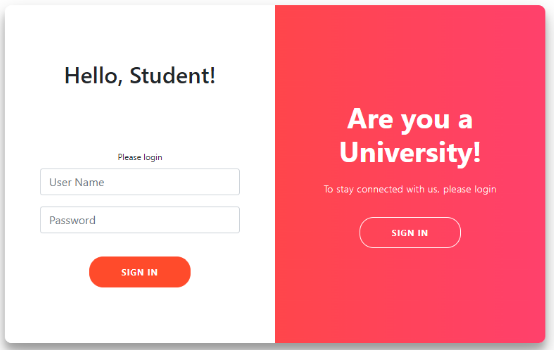 Hello, Student!
Please login
User Name
Password
SIGN IN
Are you a
University!
To stay connected with us, please login
SIGN IN